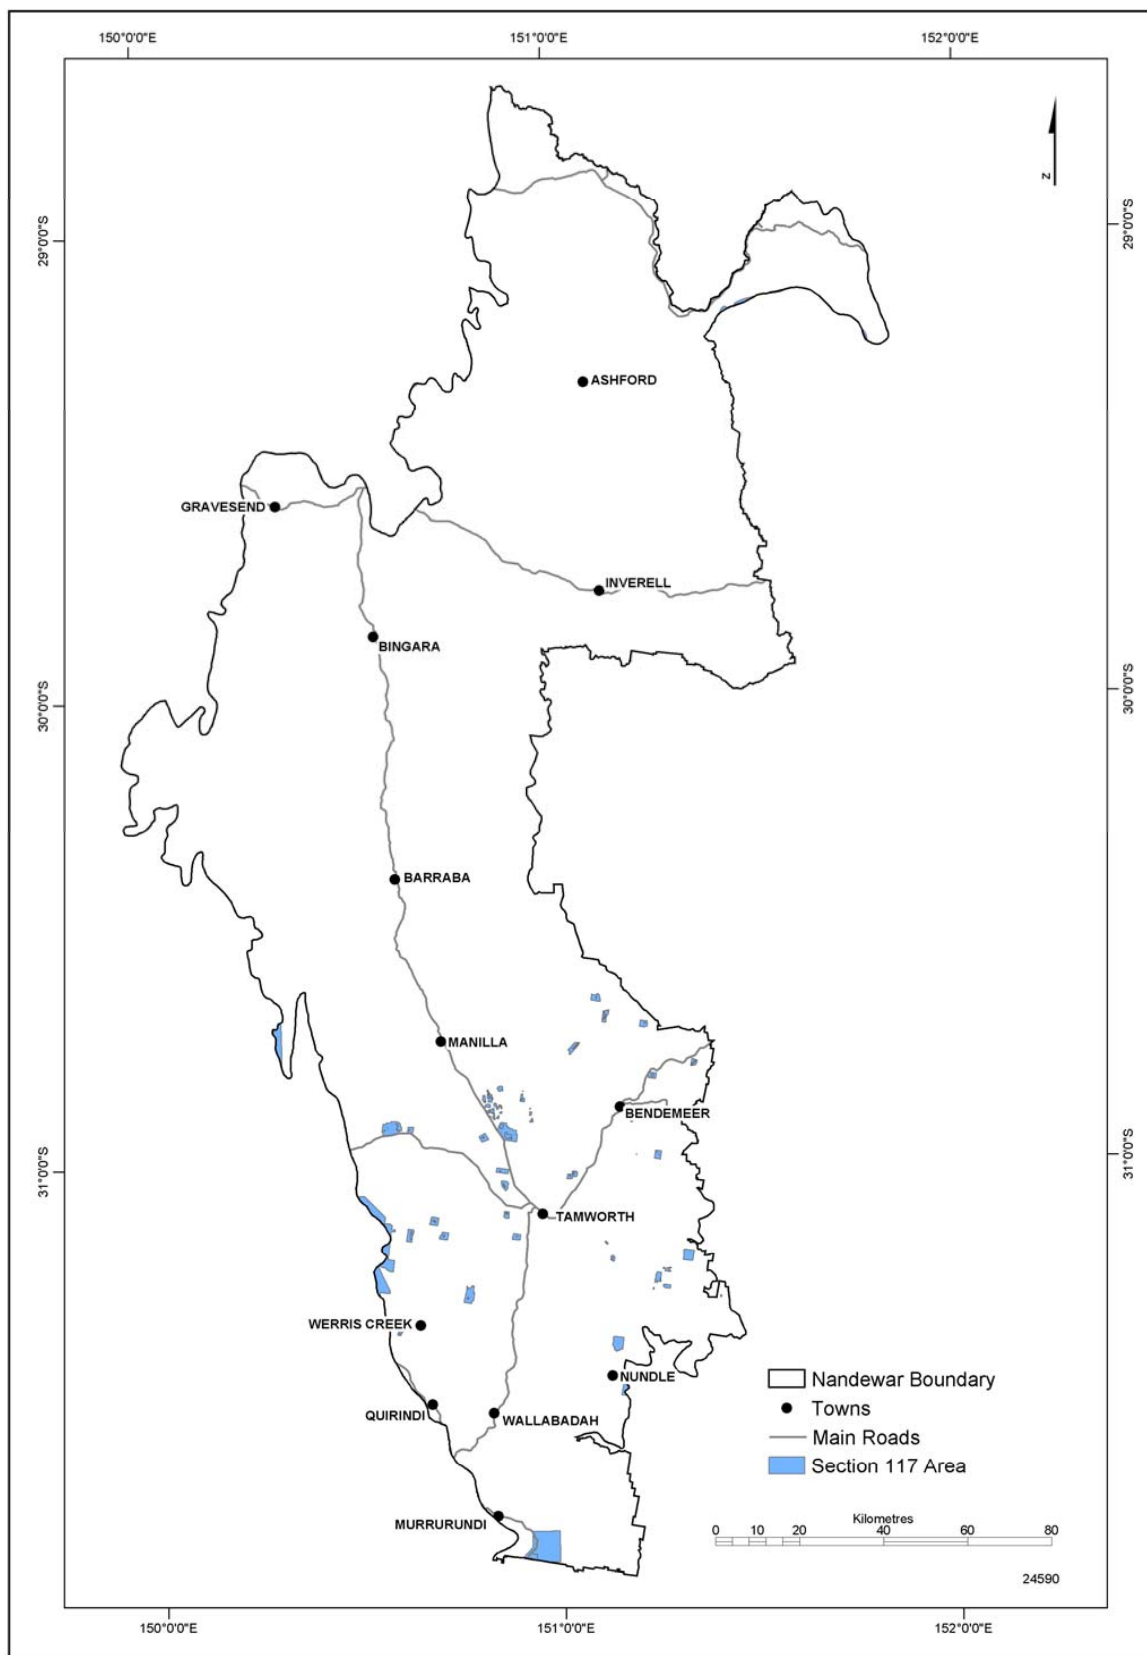 150°0'0"E
151°0'0"E
152°0'0"E
z
29°0'0"S
29°0'0"S
ASHFORD
GRAVESEND
INVERELL
BINGARA
30°0'0"S
30°0'0"S
BARRABA
MANILLA
BENDEMEER
31°0'0"S
31°0'0"S
TAMWORTH
WERRIS CREEK
NUNDLE
QUIRINDI
WALLABADAH
Nandewar Boundary
Towns
Main Roads
Section 117 Area
MURRURUNDI
Kilometres
0 10 20 40 60 80
24590
150°0'0"E
151°0'0"E
152°0'0"E